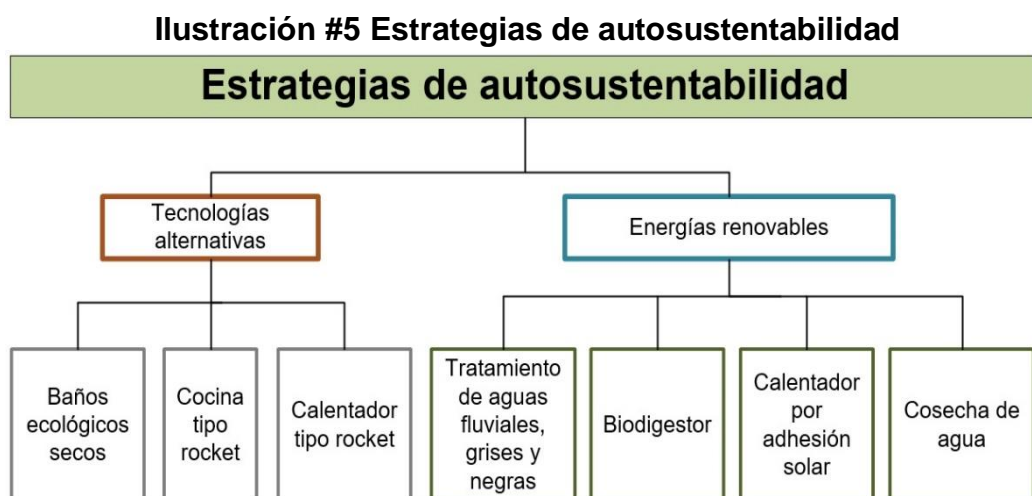 Ilustración #5 Estrategias de autosustentabilidad
Estrategias de autosustentabilidad
Tecnologías
alternativas
Energías renovables
Baños
ecológicos
secos
Cocina
tipo
rocket
Calentador
tipo rocket
Tratamiento
de aguas
fluviales,
grises y
negras
Biodigestor
Calentador
por
adhesión
solar
Cosecha de
agua